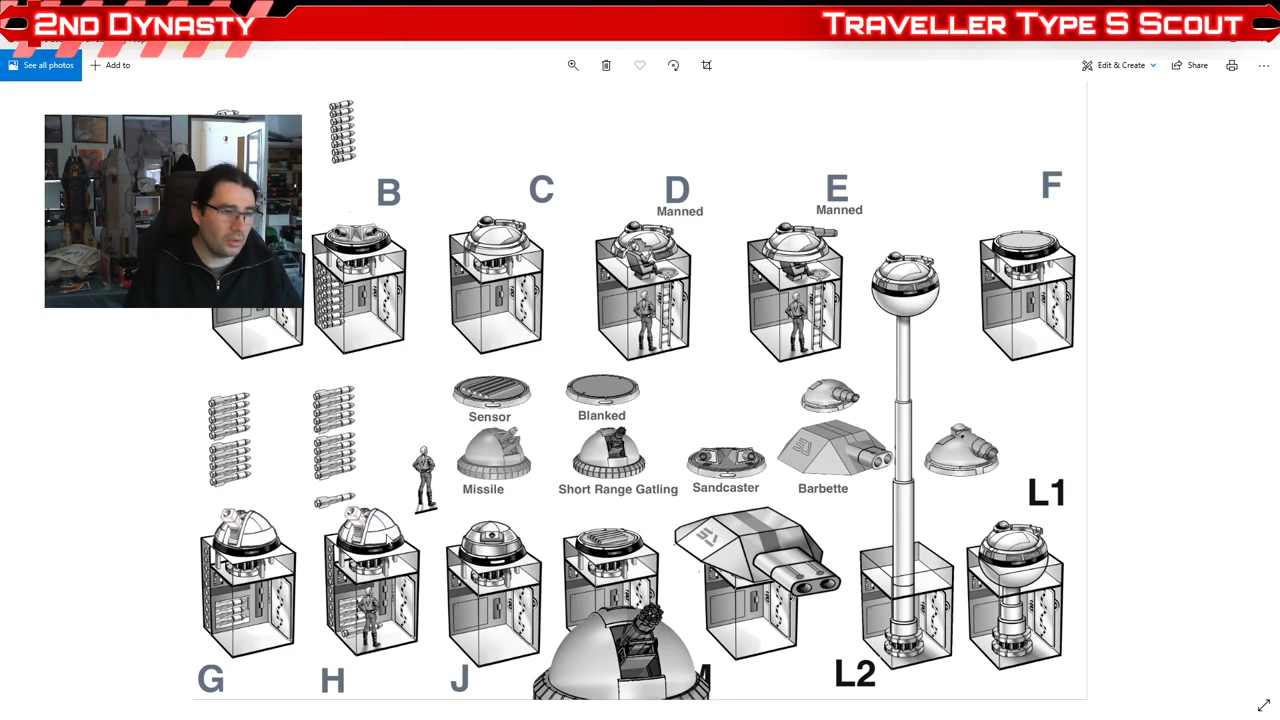 2nd Dynasty
Traveller Type S Scout
See all photos
Add to
Edit & Create
Share
B
C
D
Manned
E
Manned
F
Sensor
Blanked
Missile
Short Range Gatling
Sandcaster
Barbette
L1
G
H
J
L2